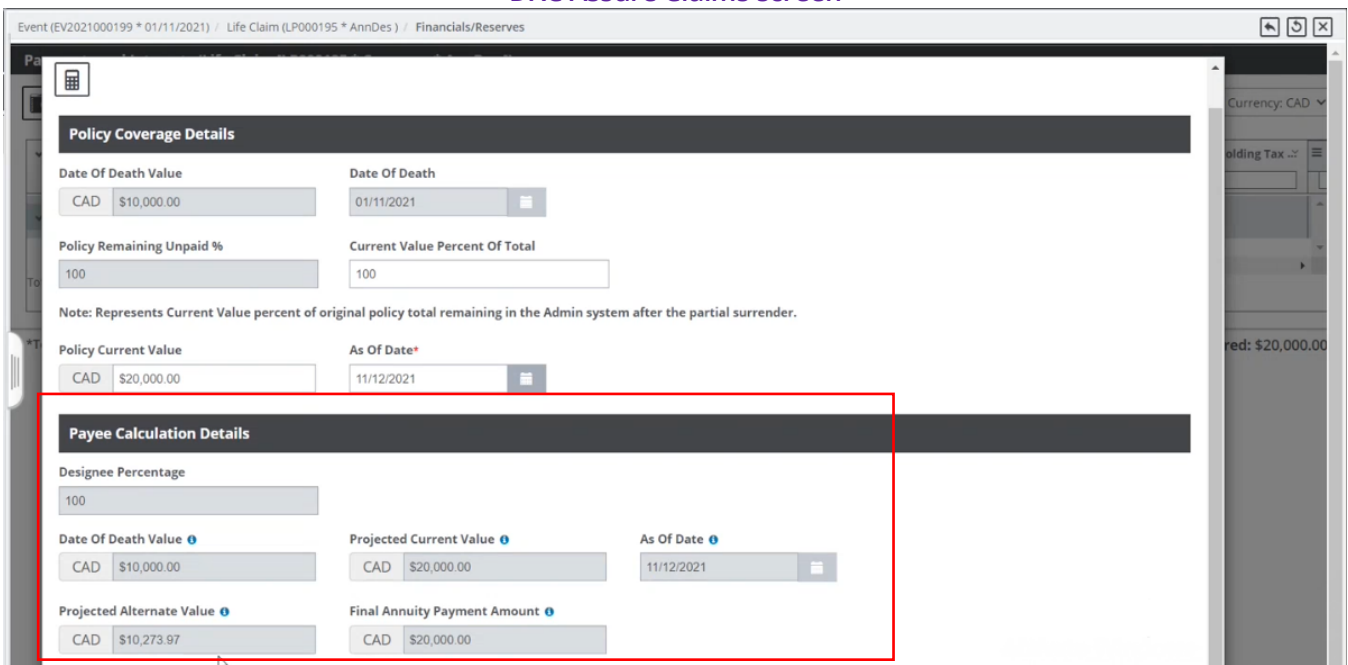 Event (EV2021000199 * 01/11/2021) / Life Claim (LP000195 * AnnDes ) / Financials/Reserves
Pa
Currency: CAD
Policy Coverage Details
olding Tax ..
Date Of Death Value Date Of Death
CAD $10,000.00 01/11/2021
Policy Remaining Unpaid % Current Value Percent Of Total
100 100
To
Note: Represents Current Value percent of original policy total remaining in the Admin system after the partial surrender.
*T
Policy Current Value As Of Date*
red: $20,000.00
CAD $20,000.00 11/12/2021
Payee Calculation Details
Designee Percentage
100
Date Of Death Value Projected Current Value As Of Date
CAD $10,000.00 CAD $20,000.00 11/12/2021
Projected Alternate Value Final Annuity Payment Amount
CAD $10,273.97 CAD $20,000.00